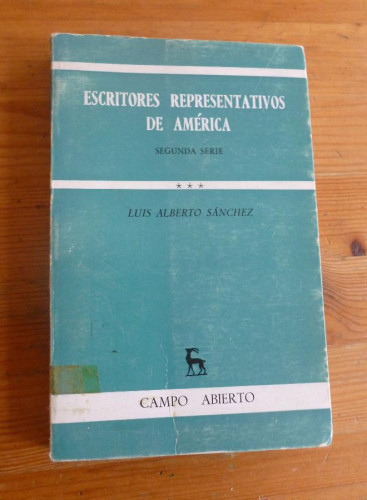 ESCRITORES REPRESENTATIVOS
DE AMÉRICA
SEGUNDA SERIE
***
LUIS ALBERTO SÁNCHEZ
CAMPO ABIERTO